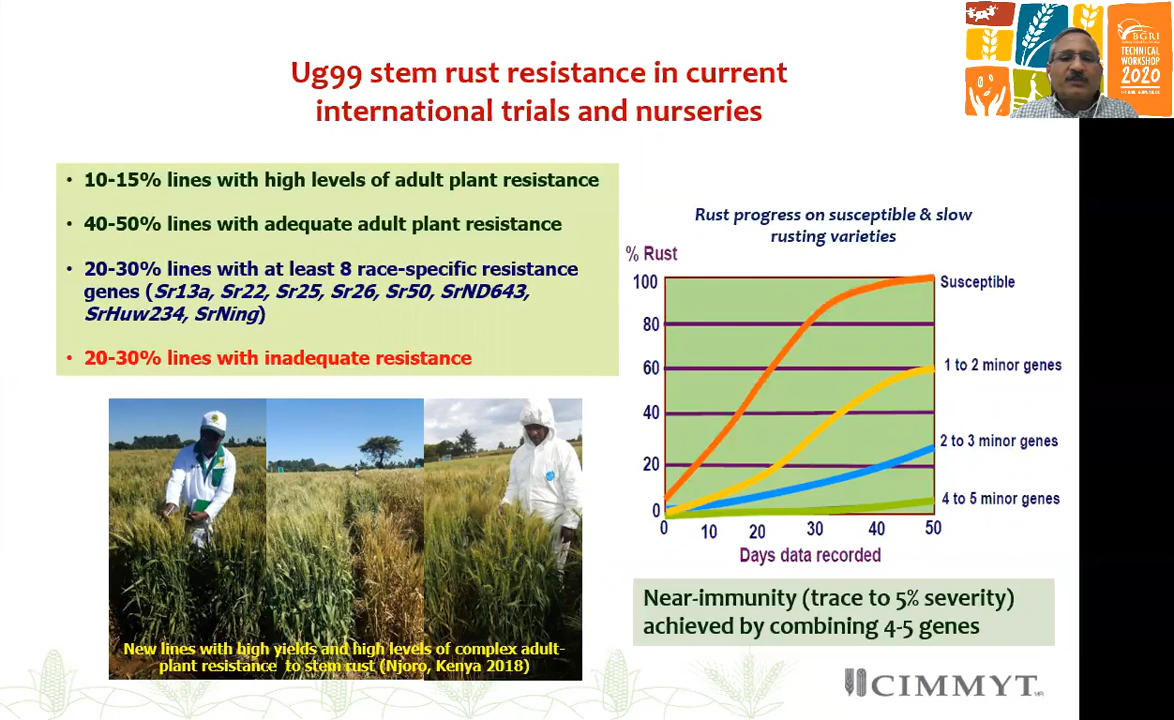 Ug99 stem rust resistance in current
international trials and nurseries
BGRI
TECHNICAL
WORKSHOP
2020
• 10-15% lines with high levels of adult plant resistance
• 40-50% lines with adequate adult plant resistance
• 20-30% lines with at least 8 race-specific resistance
genes (Sr13a, Sr22, Sr25, Sr26, Sr50, SrND643,
SrHuw234, SrNing)
• 20-30% lines with inadequate resistance
New lines with high yields and high levels of complex adult-
plant resistance to stem rust (Njoro, Kenya 2018)
Rust progress on susceptible & slow
rusting varieties
% Rust
100
80
60
40
20
0
0 10 20 30 40 50
Days data recorded
Susceptible
1 to 2 minor genes
2 to 3 minor genes
4 to 5 minor genes
Near-immunity (trace to 5% severity)
achieved by combining 4-5 genes
CIMMYT